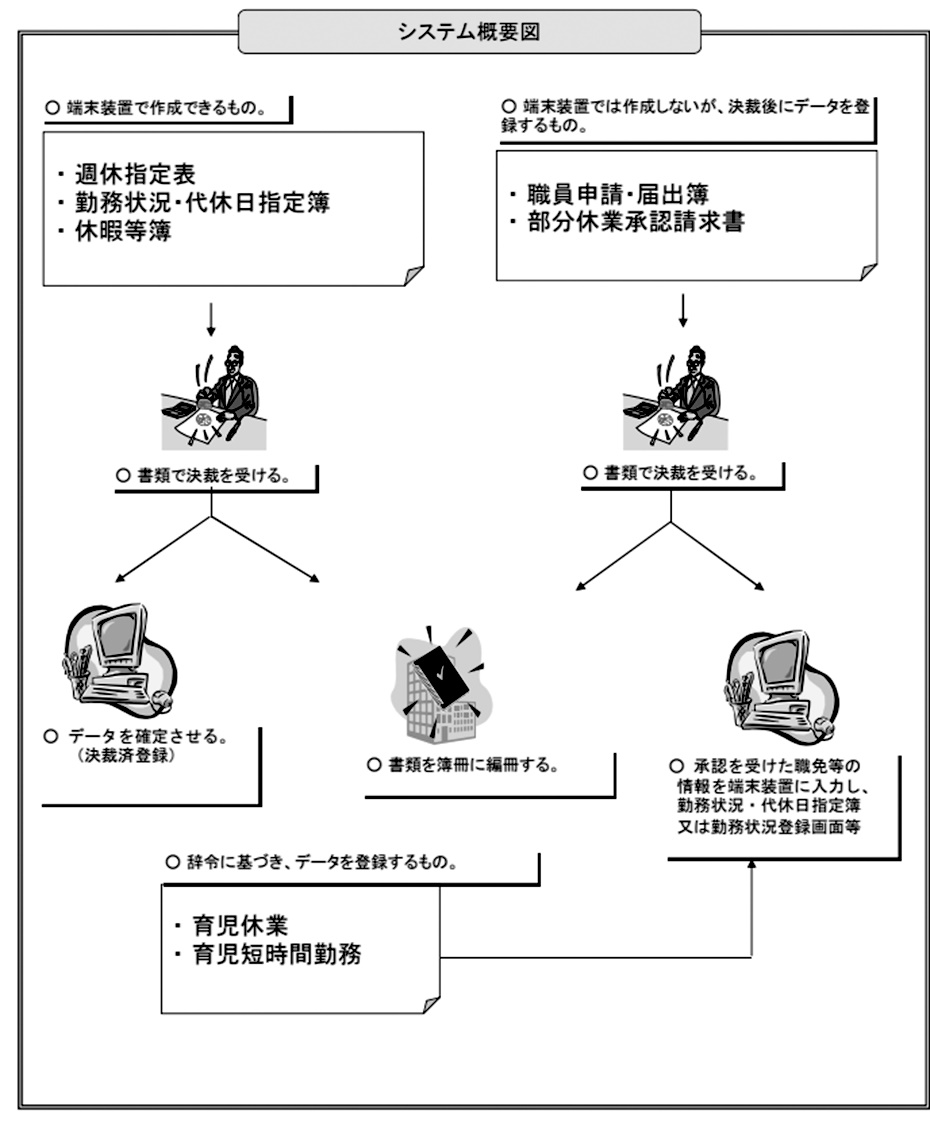 システム概要図
○ 端末装置で作成できるもの。
・ 週休指定表
・ 勤務状況・代休日指定簿
・ 休暇等簿
○ 端末装置では作成しないが、決裁後にデータを登
録するもの。
・ 職員申請・届出簿
・ 部分休業承認請求書
○ 書類で決裁を受ける。
○ 書類で決裁を受ける。
○ データを確定させる。
（決裁済登録）
○ 書類を簿冊に編冊する。
○ 承認を受けた職免等の
情報を端末装置に入力し、
勤務状況・代休日指定簿
又は勤務状況登録画面等
○ 辞令に基づき、データを登録するもの。
・ 育児休業
・ 育児短時間勤務